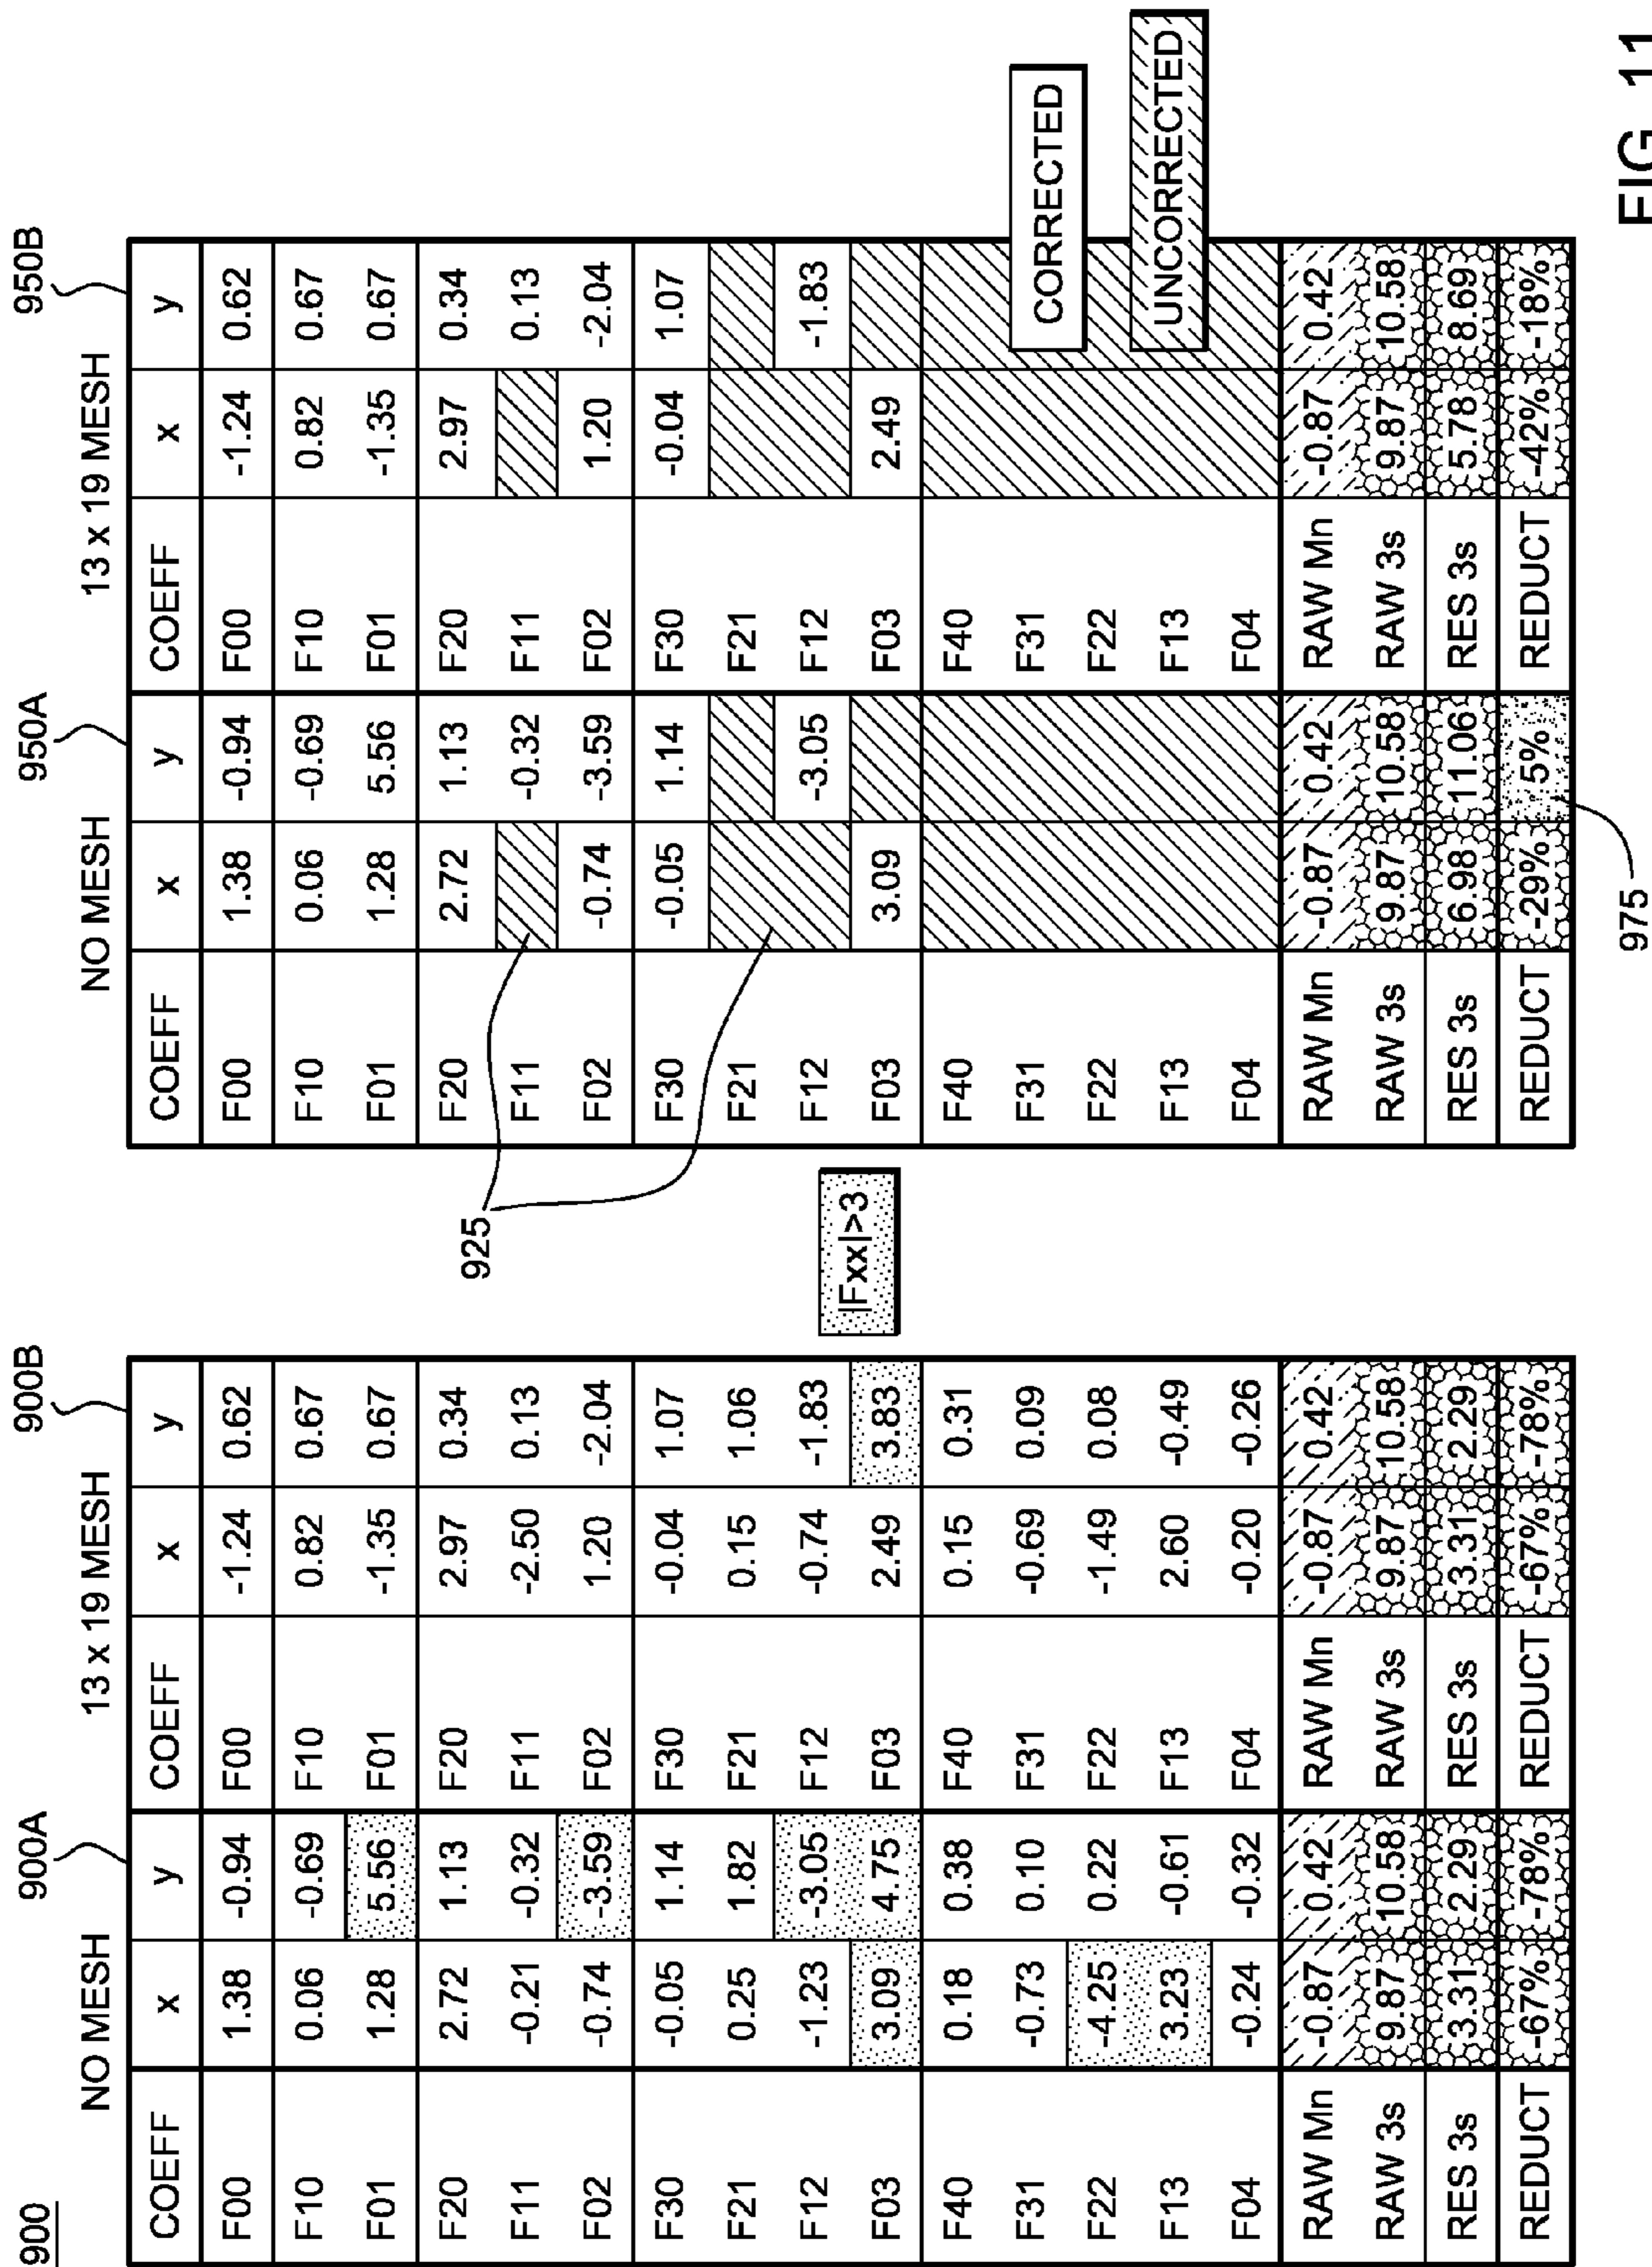 900
NO MESH 900A 13 x 19 MESH 900B
COEFF x y COEFF x y
F00 1.38 -0.94 F00 -1.24 0.62
F10 0.06 -0.69 F10 0.82 0.67
F01 1.28 5.56 F01 -1.35 0.67
F20 2.72 1.13 F20 2.97 0.34
F11 -0.21 -0.32 F11 -2.50 0.13
F02 -0.74 -3.59 F02 1.20 -2.04
F30 -0.05 1.14 F30 -0.04 1.07
F21 0.25 1.82 F21 0.15 1.06
F12 -1.23 -3.05 F12 -0.74 -1.83
F03 3.09 4.75 F03 2.49 3.83
F40 0.18 0.38 F40 0.15 0.31
F31 -0.73 0.10 F31 -0.69 0.09
F22 -4.25 0.22 F22 -1.49 0.08
F13 3.23 -0.61 F13 2.60 -0.49
F04 -0.24 -0.32 F04 -0.20 -0.26
RAW Mn -0.87 0.42 RAW Mn -0.87 0.42
RAW 3s 9.87 10.58 RAW 3s 9.87 10.58
RES 3s 3.31 2.29 RES 3s 3.31 2.29
REDUCT -67% -78% REDUCT -67% -78%
|Fxx|>3
925
NO MESH 950A 13 x 19 MESH 950B
COEFF x y COEFF x y
F00 1.38 -0.94 F00 -1.24 0.62
F10 0.06 -0.69 F10 0.82 0.67
F01 1.28 5.56 F01 -1.35 0.67
F20 2.72 1.13 F20 2.97 0.34
F11 -0.32 F11 0.13
F02 -0.74 -3.59 F02 1.20 -2.04
F30 -0.05 1.14 F30 -0.04 1.07
F21 F21
F12 -3.05 F12 -1.83
F03 3.09 F03 2.49
F40 F40
F31 F31
F22 F22
F13 F13
F04 F04
RAW Mn -0.87 0.42 RAW Mn -0.87 0.42
RAW 3s 9.87 10.58 RAW 3s 9.87 10.58
RES 3s 6.98 11.06 RES 3s 5.78 8.69
REDUCT -29% 5% REDUCT -42% -18%
975
CORRECTED
UNCORRECTED
FIG. 11